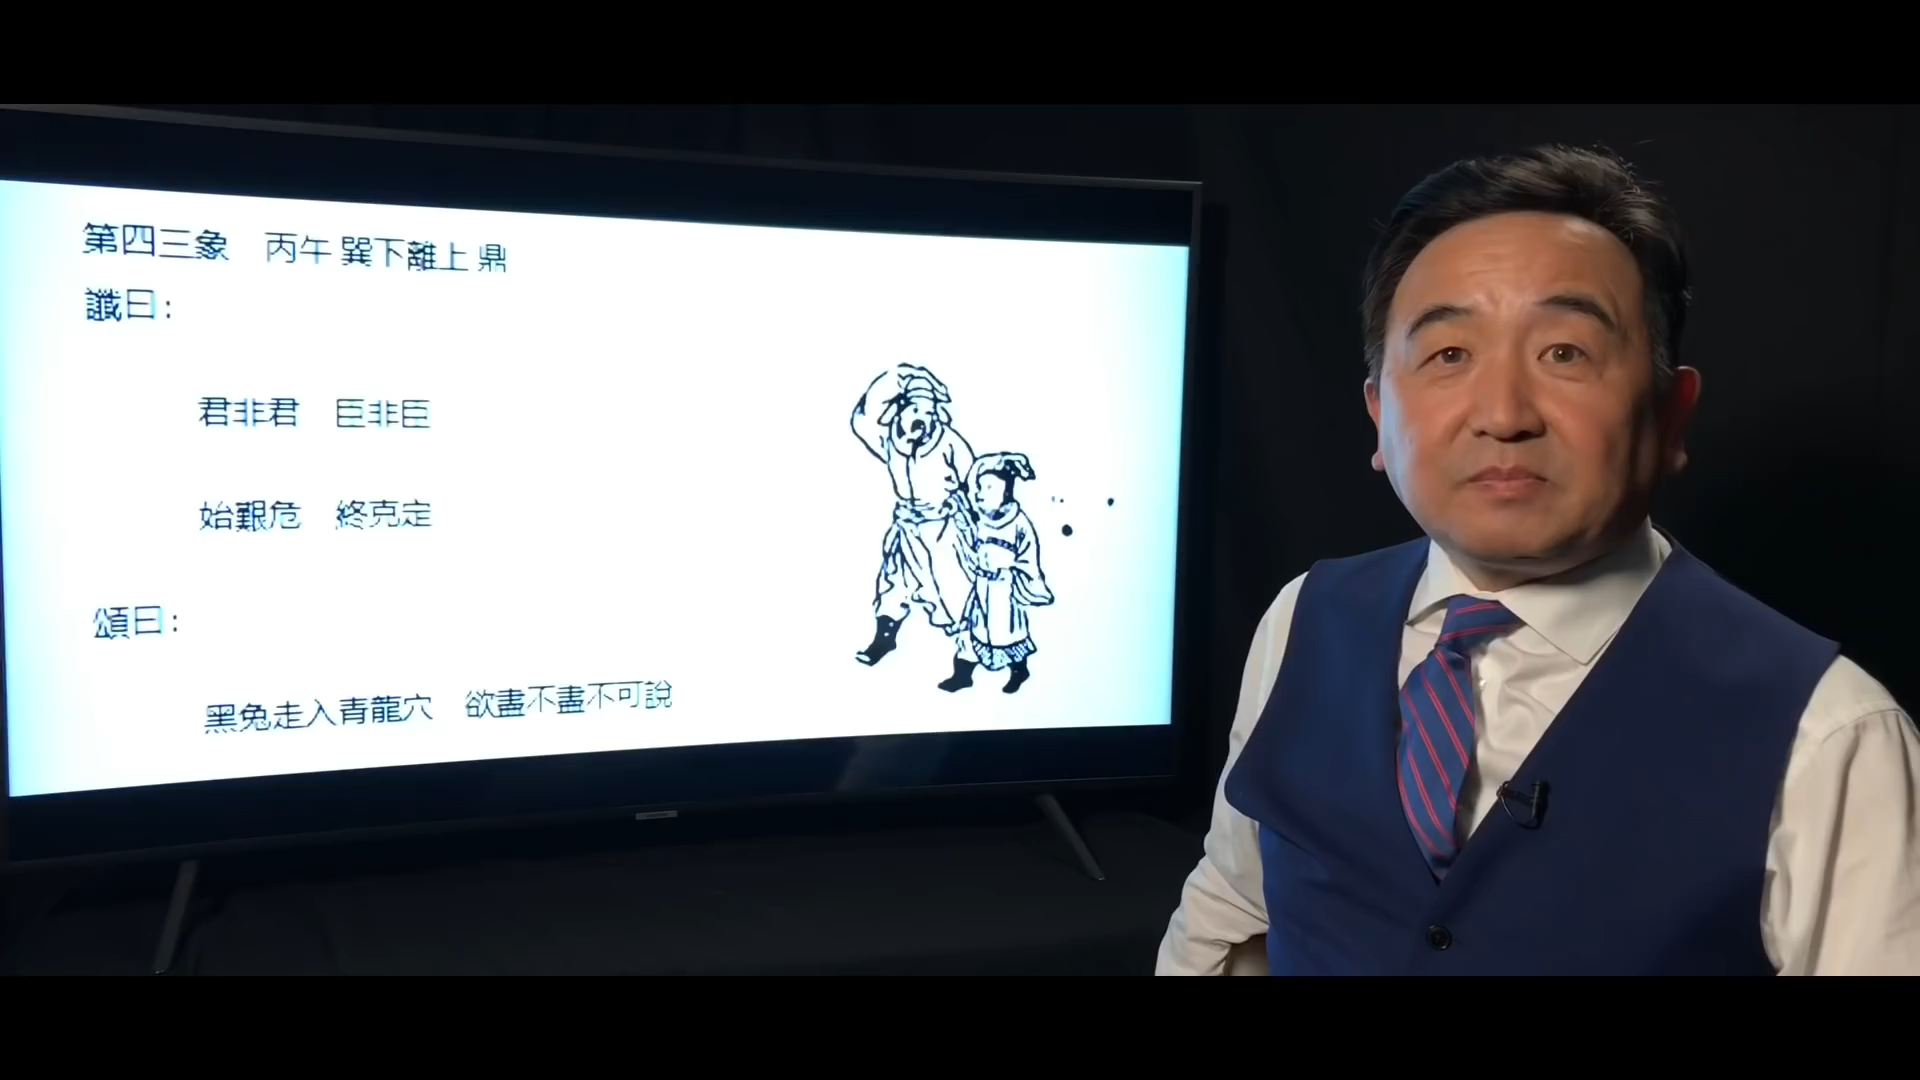 第四三象 丙午 巽下離上 鼎
讖曰：
君非君 臣非臣
始艱危 終克定
頌曰：
黑兔走入青龍穴 欲盡不盡不可說